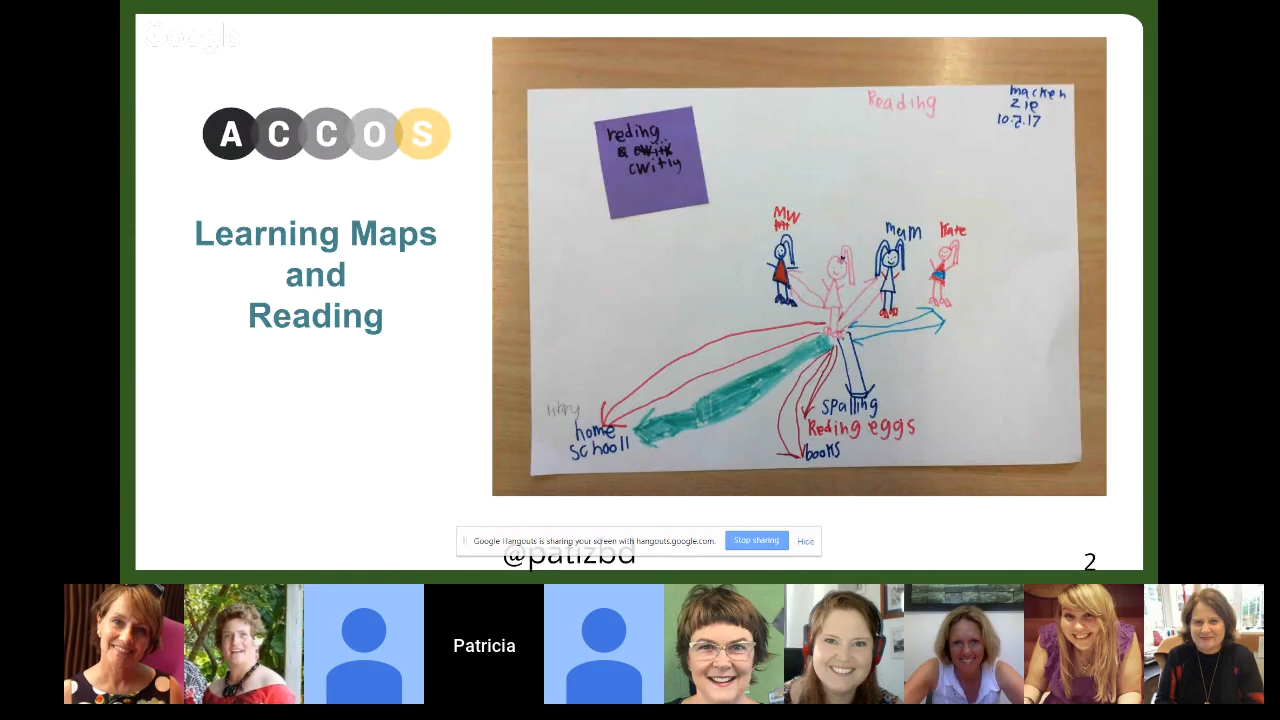 Google
ACCOS
Learning Maps
and
Reading
reding
cwitly
Reading
macken
zie
10.7.17
MW
mum
Kate
libry
home
schooll
spalling
Reding eggs
books
Google Hangouts is sharing your screen with hangouts.google.com.
Stop sharing
Hide
@patizbd
2
Patricia